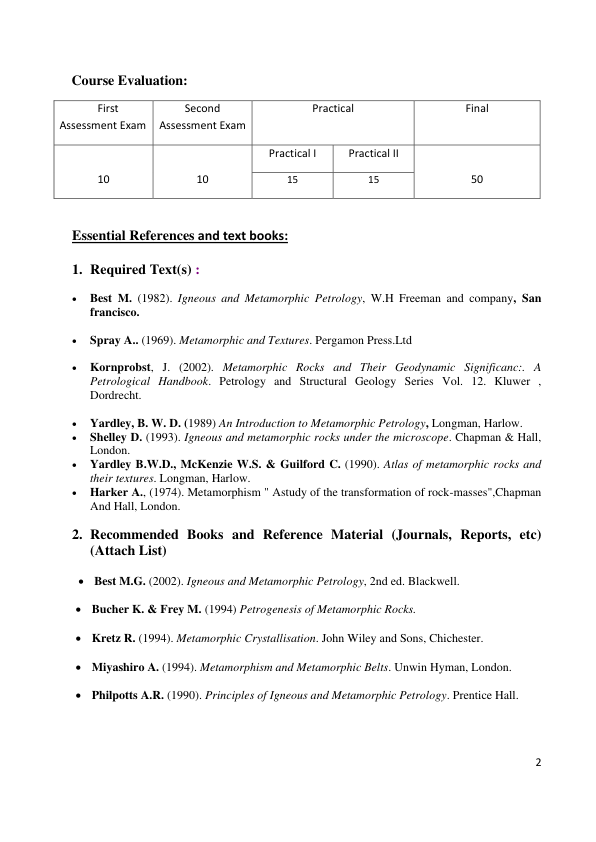 Course Evaluation:
First Assessment Exam
Second Assessment Exam
Practical
Final
Practical I
Practical II
10
10
15
15
50
Essential References and text books:
1. Required Text(s) :
• Best M. (1982). Igneous and Metamorphic Petrology, W.H Freeman and company, San
francisco.
• Spray A.. (1969). Metamorphic and Textures. Pergamon Press.Ltd
• Kornprobst, J. (2002). Metamorphic Rocks and Their Geodynamic Significanc:. A
Petrological Handbook. Petrology and Structural Geology Series Vol. 12. Kluwer ,
Dordrecht.
• Yardley, B. W. D. (1989) An Introduction to Metamorphic Petrology, Longman, Harlow.
• Shelley D. (1993). Igneous and metamorphic rocks under the microscope. Chapman & Hall,
London.
• Yardley B.W.D., McKenzie W.S. & Guilford C. (1990). Atlas of metamorphic rocks and
their textures. Longman, Harlow.
• Harker A., (1974). Metamorphism " Astudy of the transformation of rock-masses",Chapman
And Hall, London.
2. Recommended Books and Reference Material (Journals, Reports, etc)
(Attach List)
• Best M.G. (2002). Igneous and Metamorphic Petrology, 2nd ed. Blackwell.
• Bucher K. & Frey M. (1994) Petrogenesis of Metamorphic Rocks.
• Kretz R. (1994). Metamorphic Crystallisation. John Wiley and Sons, Chichester.
• Miyashiro A. (1994). Metamorphism and Metamorphic Belts. Unwin Hyman, London.
• Philpotts A.R. (1990). Principles of Igneous and Metamorphic Petrology. Prentice Hall.
2